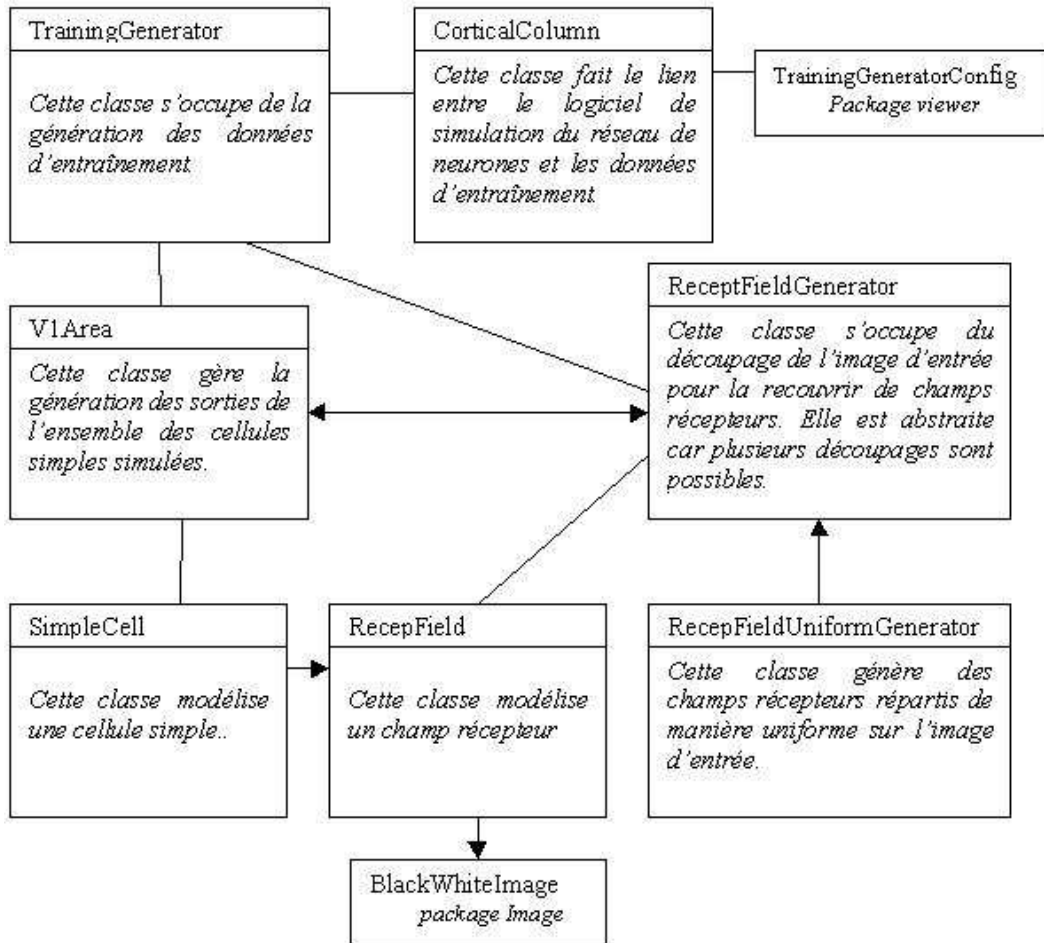 TrainingGenerator
Cette classe s'occupe de la
génération des données
d'entraînement.
CorticalColumn
Cette classe fait le lien
entre le logiciel de
simulation du réseau de
neurones et les données
d'entraînement.
TrainingGeneratorConfig
Package viewer
V1Area
Cette classe gère la
génération des sorties de
l'ensemble des cellules
simples simulées.
ReceptFieldGenerator
Cette classe s'occupe du
découpage de l'image d'entrée
pour la recouvrir de champs
récepteurs. Elle est abstraite
car plusieurs découpages sont
possibles.
SimpleCell
Cette classe modélise
une cellule simple..
RecepField
Cette classe modélise
un champ récepteur
RecepFieldUniformGenerator
Cette classe génère des
champs récepteurs répartis de
manière uniforme sur l'image
d'entrée.
BlackWhiteImage
package Image